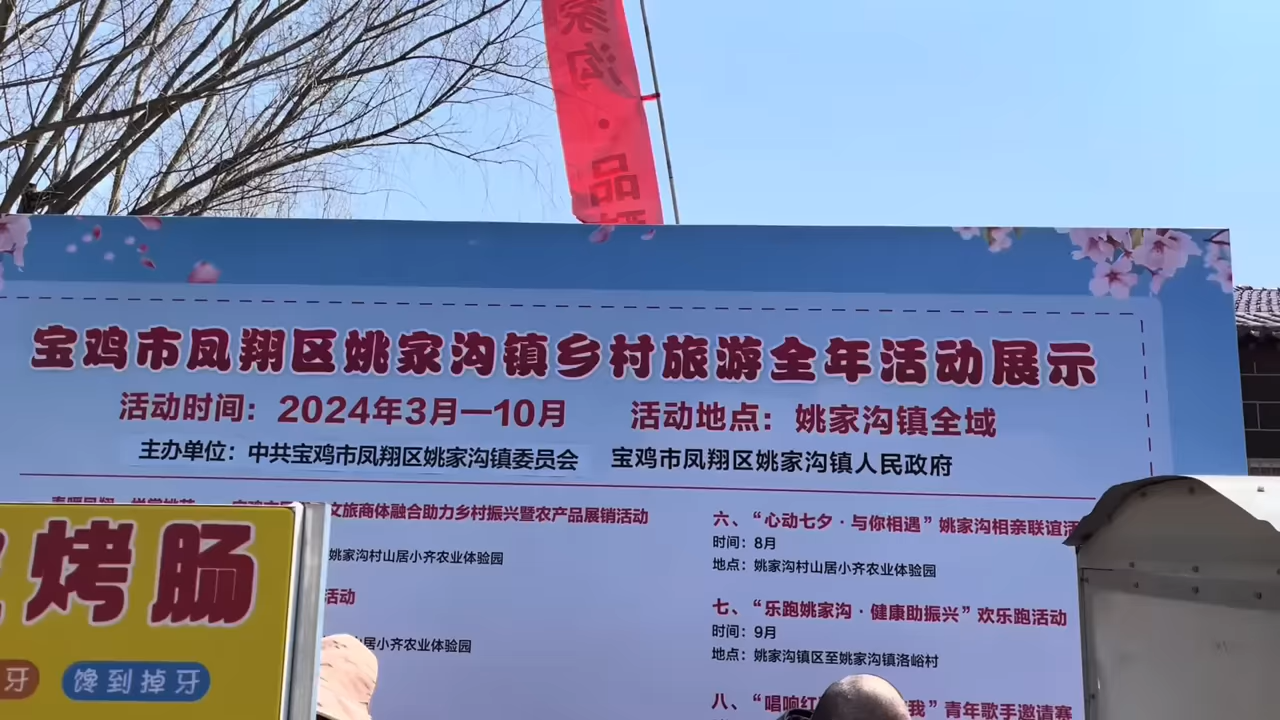 家沟·品
宝鸡市凤翔区姚家沟镇乡村旅游全年活动展示
活动时间：2024年3月—10月 活动地点：姚家沟镇全域
主办单位：中共宝鸡市凤翔区姚家沟镇委员会 宝鸡市凤翔区姚家沟镇人民政府
文旅商体融合助力乡村振兴暨农产品展销活动
姚家沟村山居小齐农业体验园
活动
居小齐农业体验园
六、“心动七夕·与你相遇”姚家沟相亲联谊活
时间：8月
地点：姚家沟村山居小齐农业体验园
七、“乐跑姚家沟·健康助振兴”欢乐跑活动
时间：9月
地点：姚家沟镇区至姚家沟镇洛峪村
八、“唱响红 我”青年歌手邀请赛
烤肠
牙
馋到掉牙